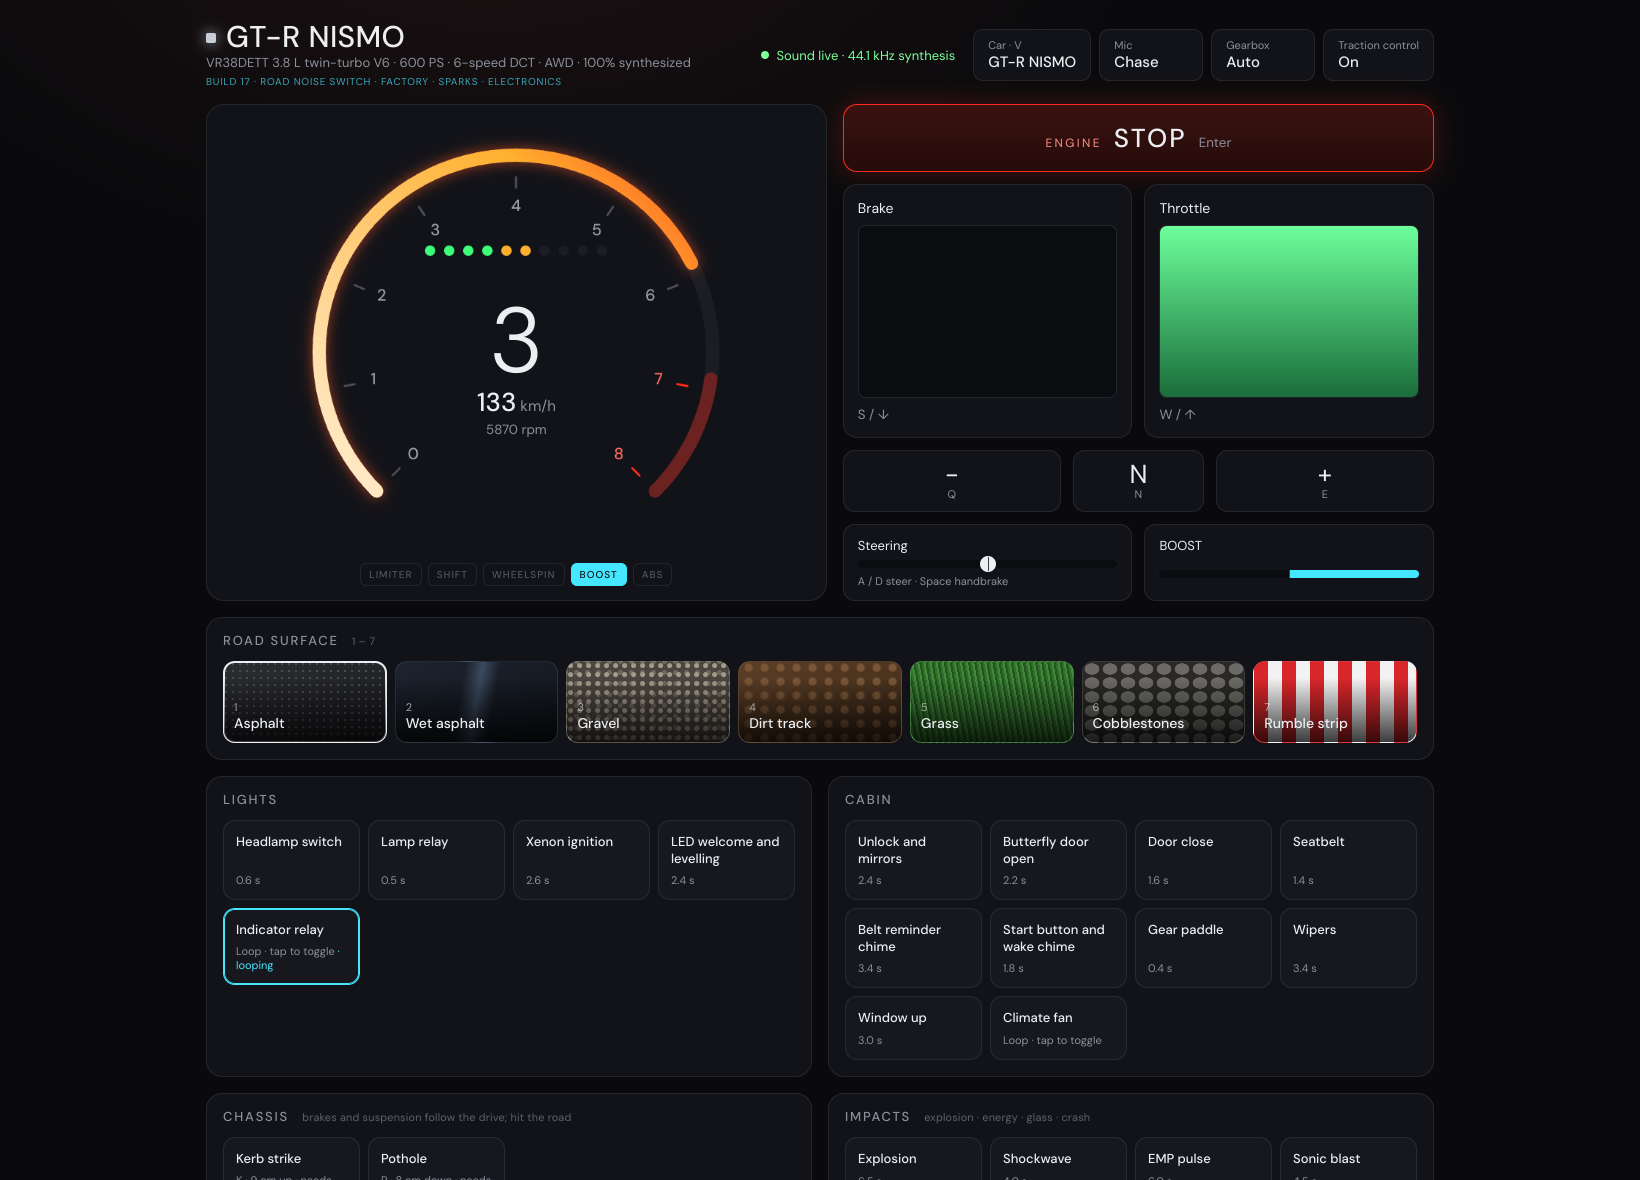 GT-R NISMO
VR38DETT 3.8 L twin-turbo V6 · 600 PS · 6-speed DCT · AWD · 100% synthesized
BUILD 17 · ROAD NOISE SWITCH · FACTORY · SPARKS · ELECTRONICS
Sound live · 44.1 kHz synthesis
Car · V
GT-R NISMO
Mic
Chase
Gearbox
Auto
Traction control
On
0
1
2
3
4
5
6
7
8
3
133 km/h
5870 rpm
LIMITER
SHIFT
WHEELSPIN
BOOST
ABS
ENGINE STOP Enter
Brake
S / ↓
Throttle
W / ↑
−
Q
N
N
+
E
Steering
A / D steer · Space handbrake
BOOST
ROAD SURFACE 1 – 7
1
Asphalt
2
Wet asphalt
3
Gravel
4
Dirt track
5
Grass
6
Cobblestones
7
Rumble strip
LIGHTS
Headlamp switch
0.6 s
Lamp relay
0.5 s
Xenon ignition
2.6 s
LED welcome and
levelling
2.4 s
Indicator relay
Loop · tap to toggle ·
looping
CABIN
Unlock and
mirrors
2.4 s
Butterfly door
open
2.2 s
Door close
1.6 s
Seatbelt
1.4 s
Belt reminder
chime
3.4 s
Start button and
wake chime
1.8 s
Gear paddle
0.4 s
Wipers
3.4 s
Window up
3.0 s
Climate fan
Loop · tap to toggle
CHASSIS brakes and suspension follow the drive; hit the road
Kerb strike
Pothole
IMPACTS explosion · energy · glass · crash
Explosion
Shockwave
EMP pulse
Sonic blast